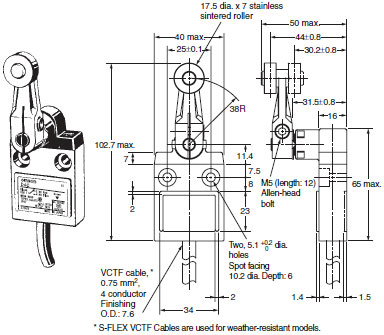 17.5 dia. x 7 stainless
sintered roller
50 max.
40 max.
44±0.8
25±0.1
30.2±0.8
38R
31.5±0.8
16
102.7 max.
7
11.4
7.5
8
2
23
M5 (length: 12)
Allen-head
bolt
65 max.
VCTF cable, *
0.75 mm²,
4 conductor
Finishing
O.D.: 7.6
Two, 5.1 +0.2 0 dia.
holes
Spot facing
10.2 dia. Depth: 6
2
34
1.4
1.5
* S-FLEX VCTF Cables are used for weather-resistant models.